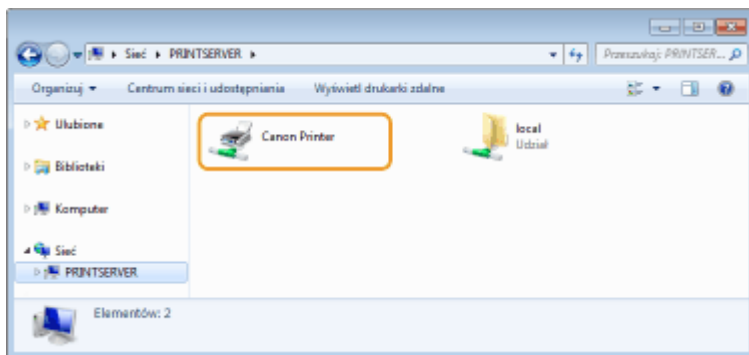 Sieć ▸ PRINTSERVER ▸
Przeszukaj: PRINTSER...
Organizuj Centrum sieci i udostępniania Wyświetl drukarki zdalne
Ulubione
Biblioteki
Komputer
Sieć
PRINTSERVER
Canon Printer
local
Udział
Elementów: 2